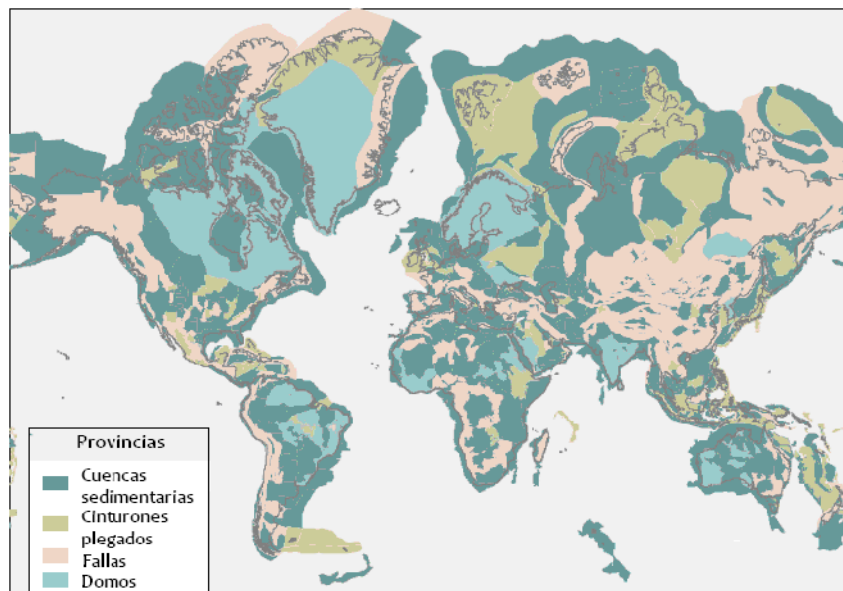 Provincias
Cuencas
sedimentarias
Cinturones
plegados
Fallas
Domos